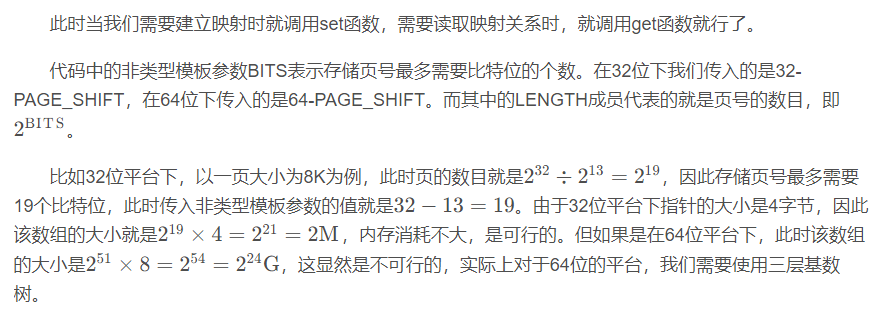 此时当我们需要建立映射时就调用set函数，需要读取映射关系时，就调用get函数就行了。
代码中的非类型模板参数BITS表示存储页号最多需要比特位的个数。在32位下我们传入的是32-
PAGE_SHIFT，在64位下传入的是64-PAGE_SHIFT。而其中的LENGTH成员代表的就是页号的数目，即
2^BITS。
比如32位平台下，以一页大小为8K为例，此时页的数目就是2^32 ÷ 2^13 = 2^19，因此存储页号最多需要
19个比特位，此时传入非类型模板参数的值就是32 − 13 = 19。由于32位平台下指针的大小是4字节，因此
该数组的大小就是2^19 × 4 = 2^21 = 2M，内存消耗不大，是可行的。但如果是在64位平台下，此时该数组
的大小是2^51 × 8 = 2^54 = 2^24G，这显然是不可行的，实际上对于64位的平台，我们需要使用三层基数
树。